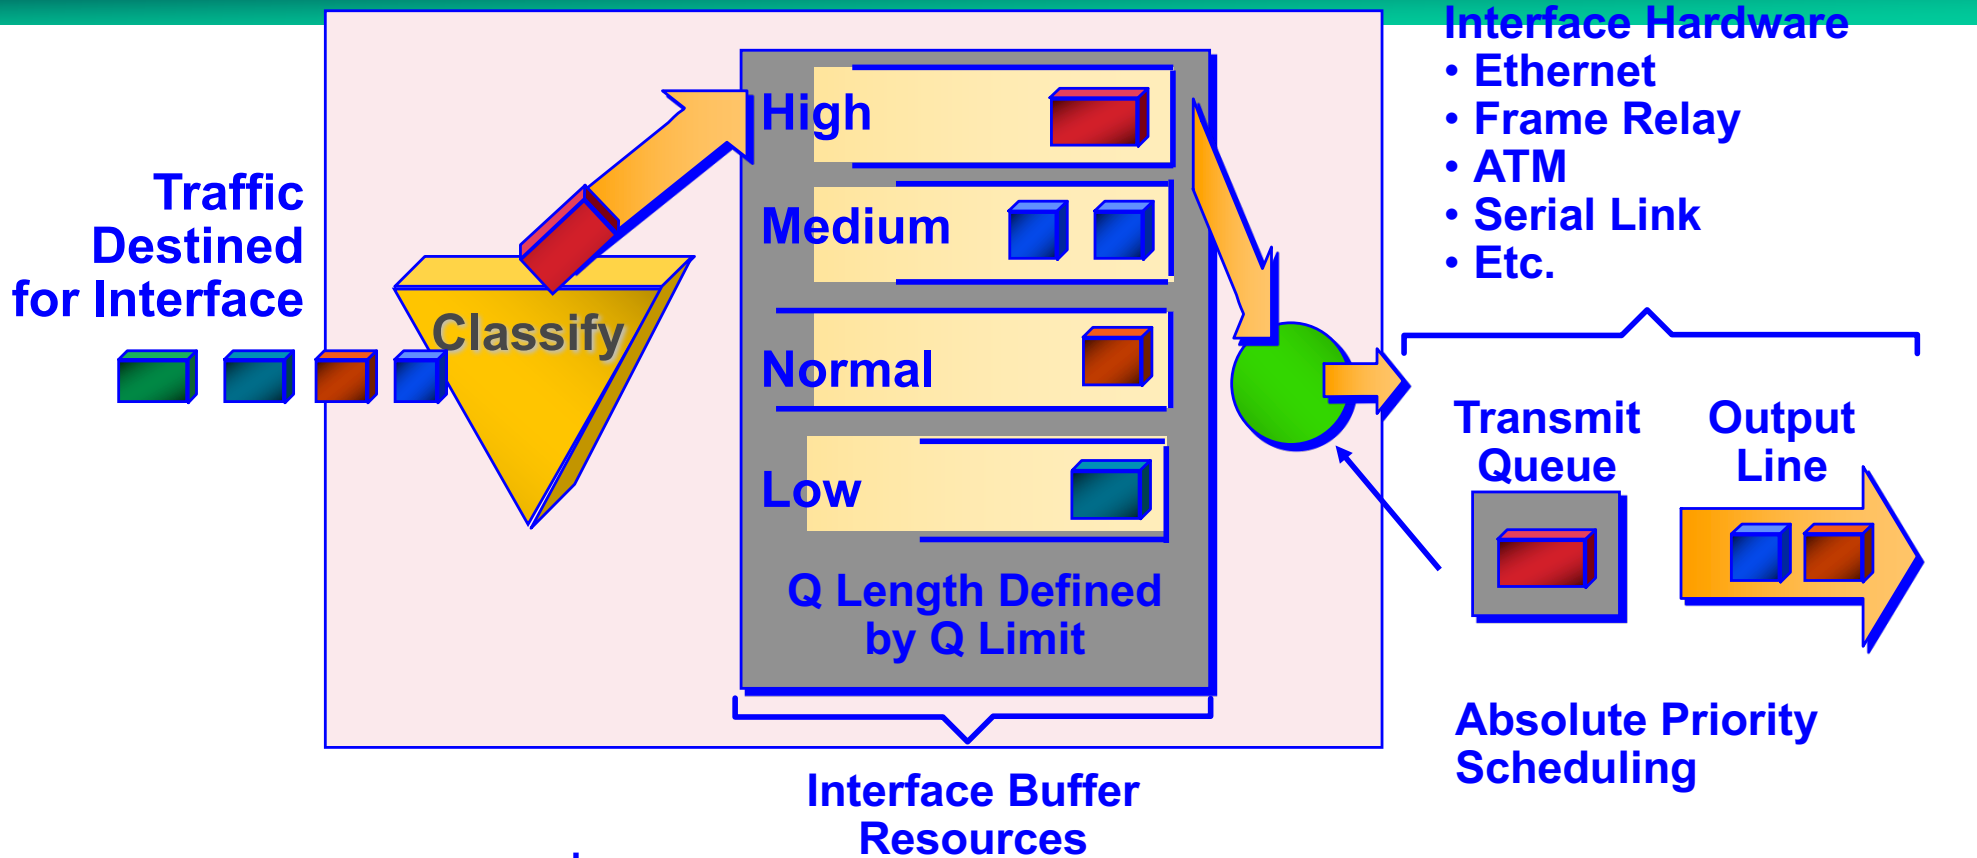 Traffic
Destined
for Interface
Classify
High
Medium
Normal
Low
Q Length Defined
by Q Limit
Interface Buffer
Resources
Interface Hardware
• Ethernet
• Frame Relay
• ATM
• Serial Link
• Etc.
Transmit
Queue
Output
Line
Absolute Priority
Scheduling